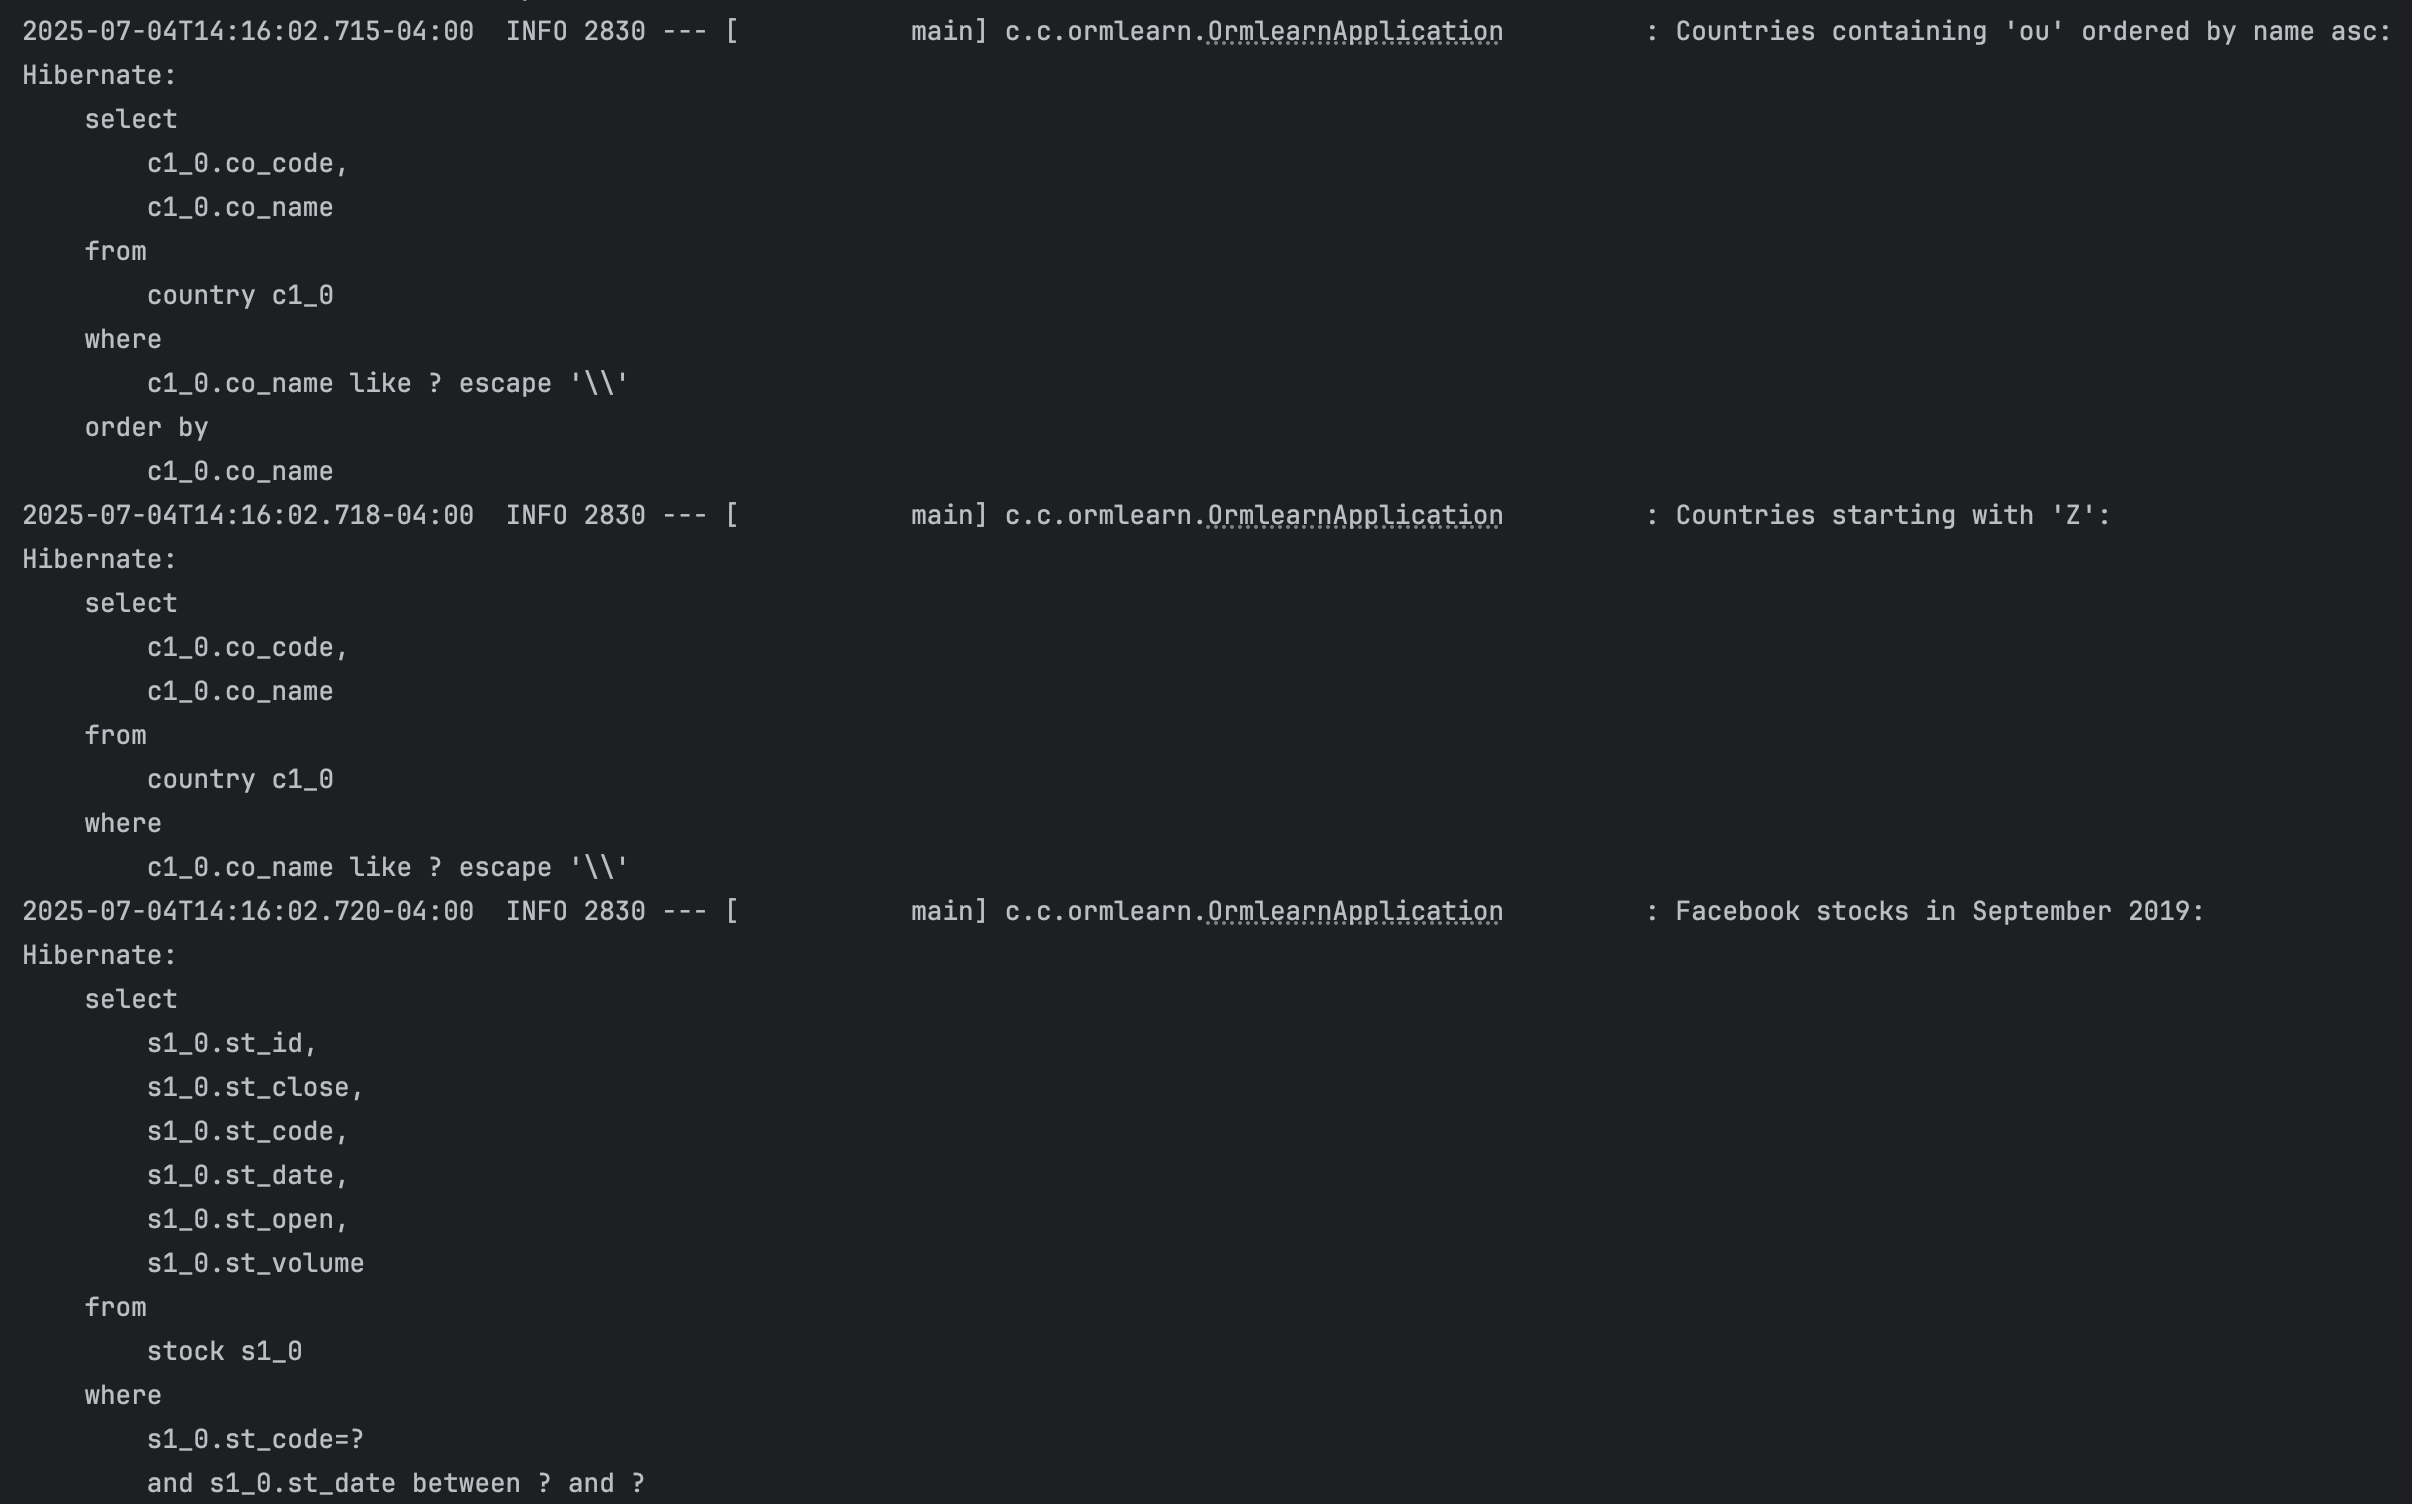 2025-07-04T14:16:02.715-04:00  INFO 2830 --- [           main] c.c.ormlearn.OrmlearnApplication         : Countries containing 'ou' ordered by name asc:
Hibernate:
    select
        c1_0.co_code,
        c1_0.co_name
    from
        country c1_0
    where
        c1_0.co_name like ? escape '\\'
    order by
        c1_0.co_name
2025-07-04T14:16:02.718-04:00  INFO 2830 --- [           main] c.c.ormlearn.OrmlearnApplication         : Countries starting with 'Z':
Hibernate:
    select
        c1_0.co_code,
        c1_0.co_name
    from
        country c1_0
    where
        c1_0.co_name like ? escape '\\'
2025-07-04T14:16:02.720-04:00  INFO 2830 --- [           main] c.c.ormlearn.OrmlearnApplication         : Facebook stocks in September 2019:
Hibernate:
    select
        s1_0.st_id,
        s1_0.st_close,
        s1_0.st_code,
        s1_0.st_date,
        s1_0.st_open,
        s1_0.st_volume
    from
        stock s1_0
    where
        s1_0.st_code=?
        and s1_0.st_date between ? and ?